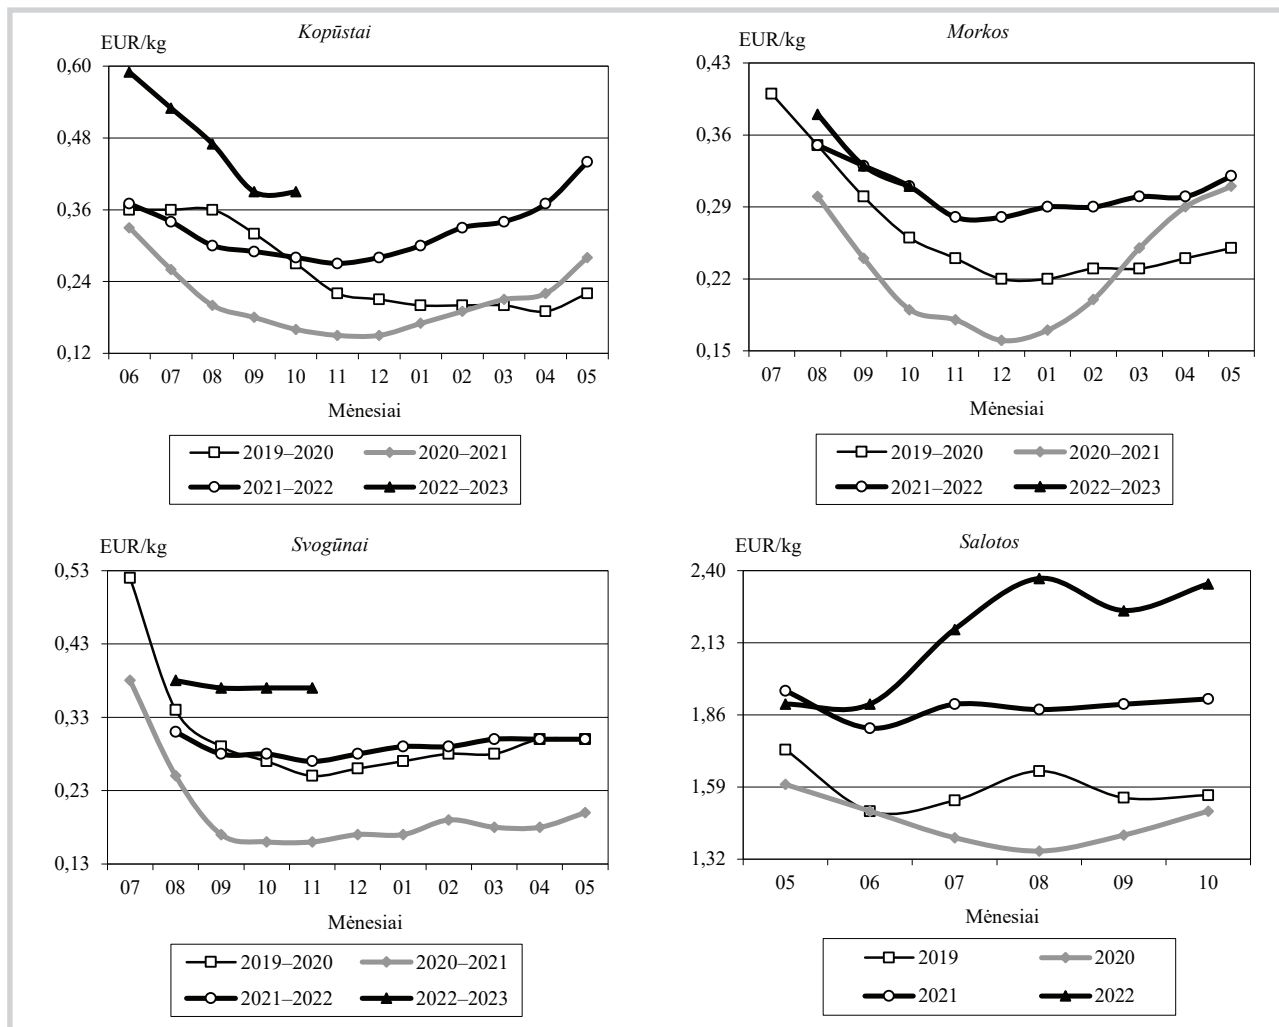 Kopūstai
EUR/kg
0,60
0,48
0,36
0,24
0,12
06 07 08 09 10 11 12 01 02 03 04 05
Mėnesiai
2019–2020 2020–2021
2021–2022 2022–2023
Morkos
EUR/kg
0,43
0,36
0,29
0,22
0,15
07 08 09 10 11 12 01 02 03 04 05
Mėnesiai
2019–2020 2020–2021
2021–2022 2022–2023
Svogūnai
EUR/kg
0,53
0,43
0,33
0,23
0,13
07 08 09 10 11 12 01 02 03 04 05
Mėnesiai
2019–2020 2020–2021
2021–2022 2022–2023
Salotos
EUR/kg
2,40
2,13
1,86
1,59
1,32
05 06 07 08 09 10
Mėnesiai
2019 2020
2021 2022